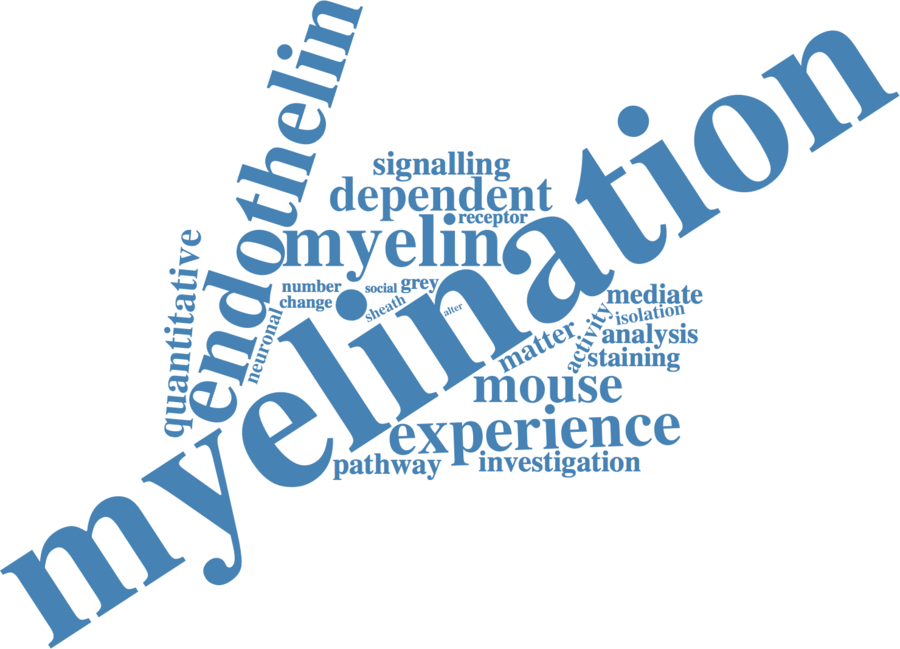 endothelin
myelination
signalling
dependent
receptor
myelin
quantitative
number
social
grey
change
sheath
alter
neuronal
mediate
isolation
activity
analysis
matter
staining
mouse
experience
pathway
investigation